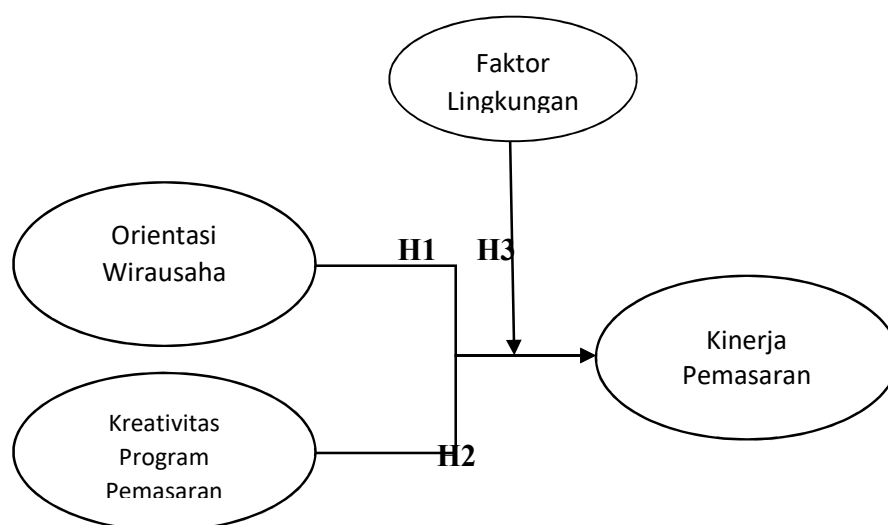 Faktor
Lingkungan
Orientasi
Wirausaha
H1
H3
Kinerja
Pemasaran
Kreativitas
Program
Pemasaran
H2